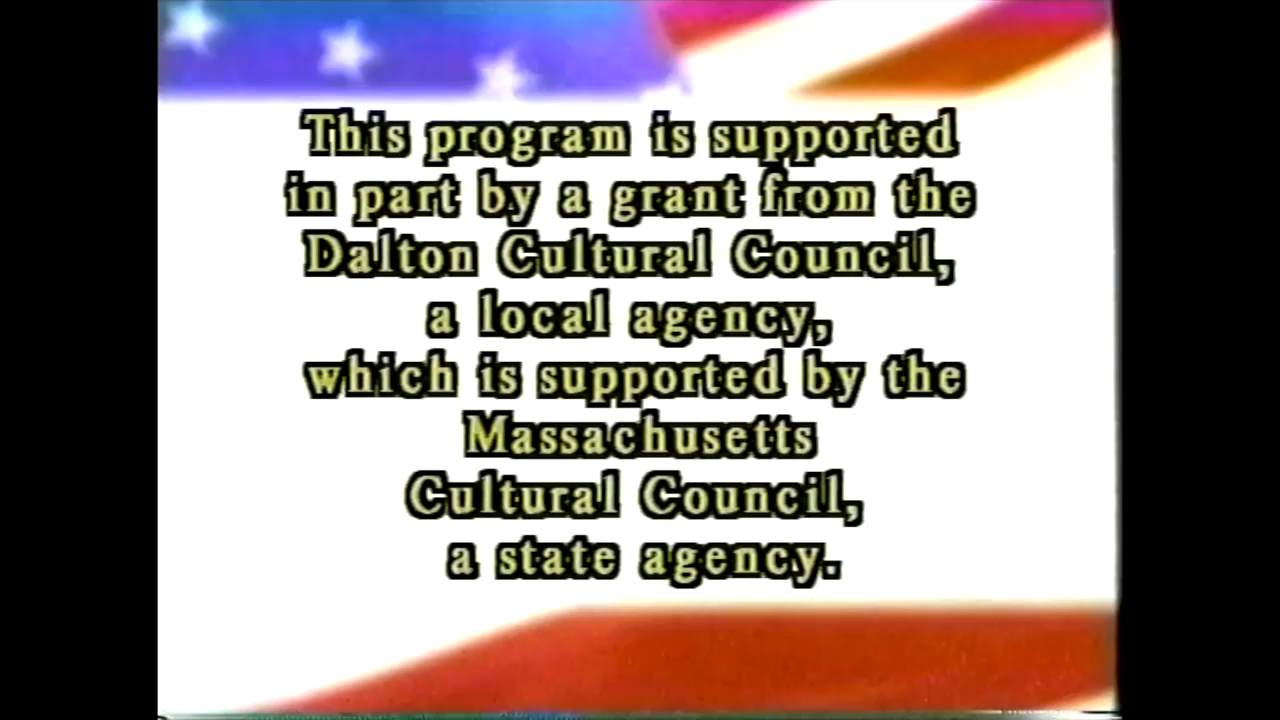 This program is supported
in part by a grant from the
Dalton Cultural Council,
a local agency,
which is supported by the
Massachusetts
Cultural Council,
a state agency.